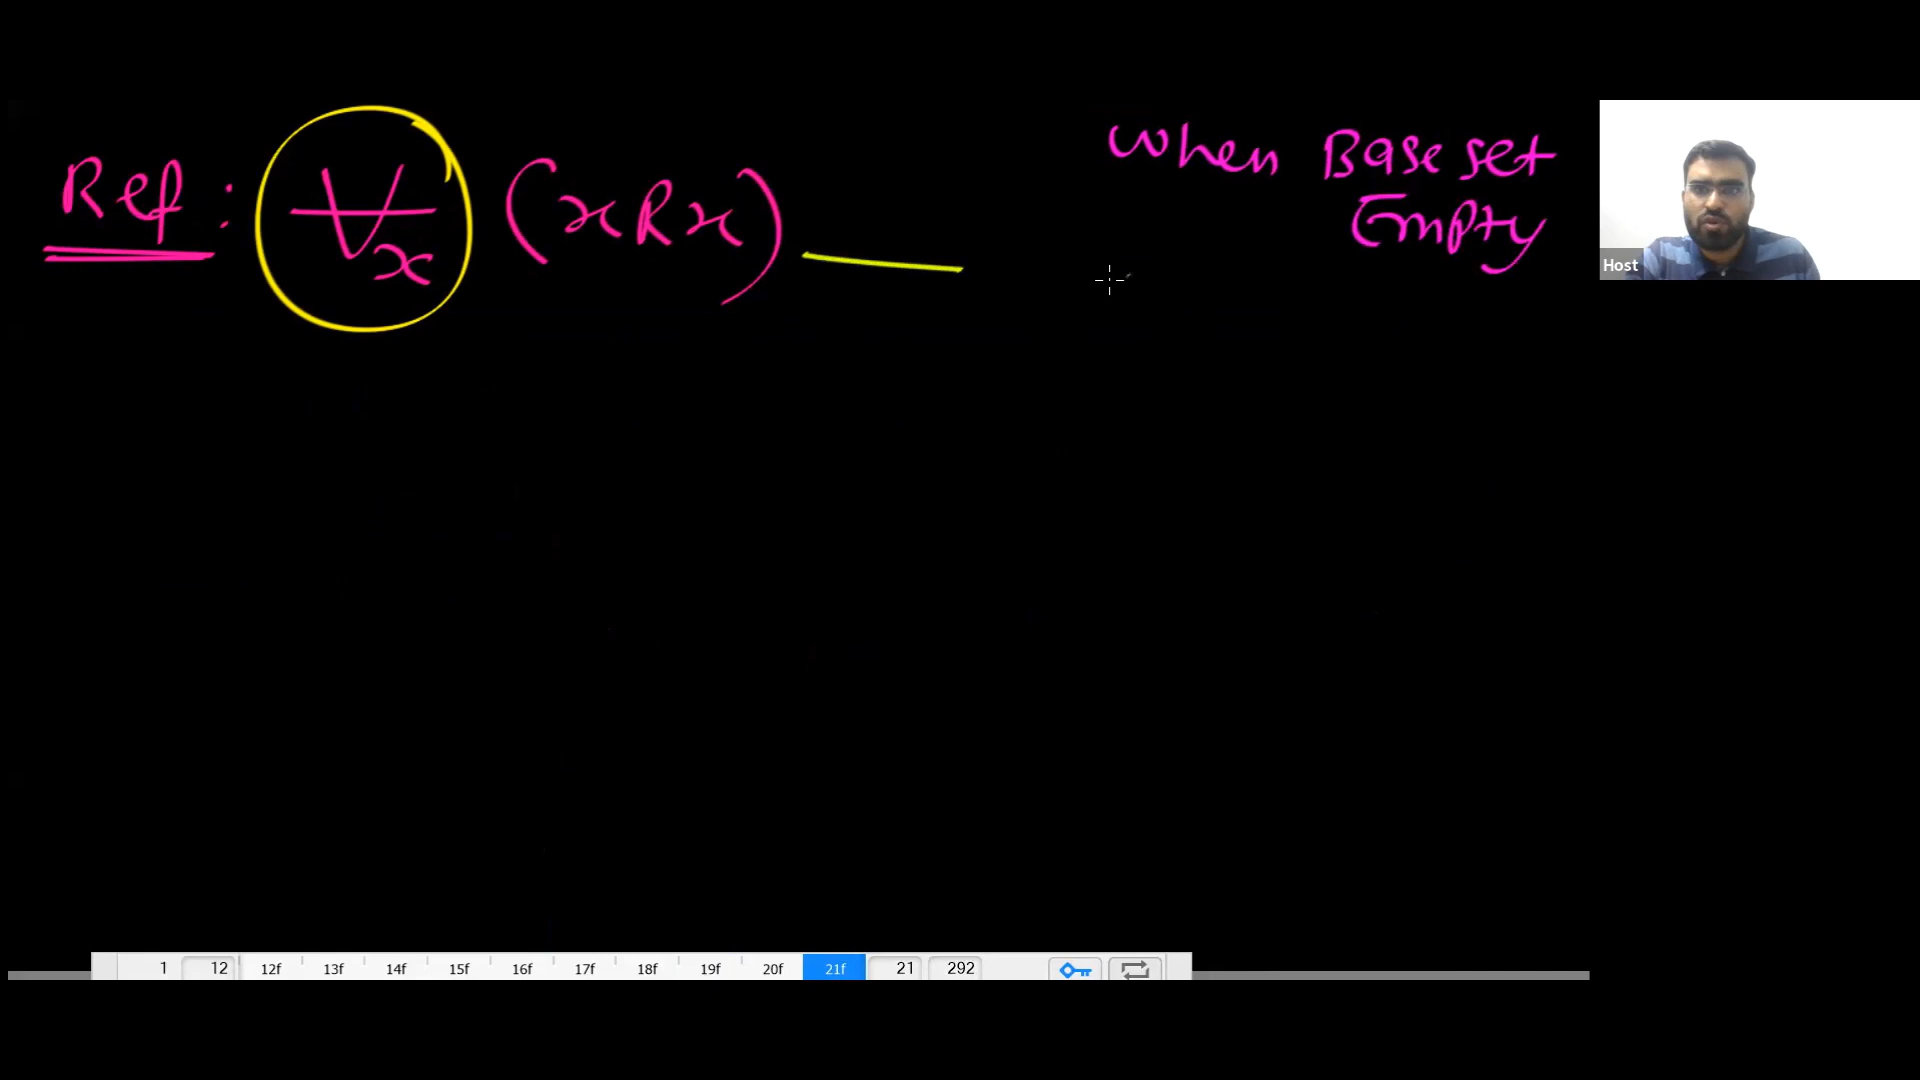 Ref : ∀x (xRx)
When Base set
Empty
Host
1 12 12f 13f 14f 15f 16f 17f 18f 19f 20f 21f 21 292